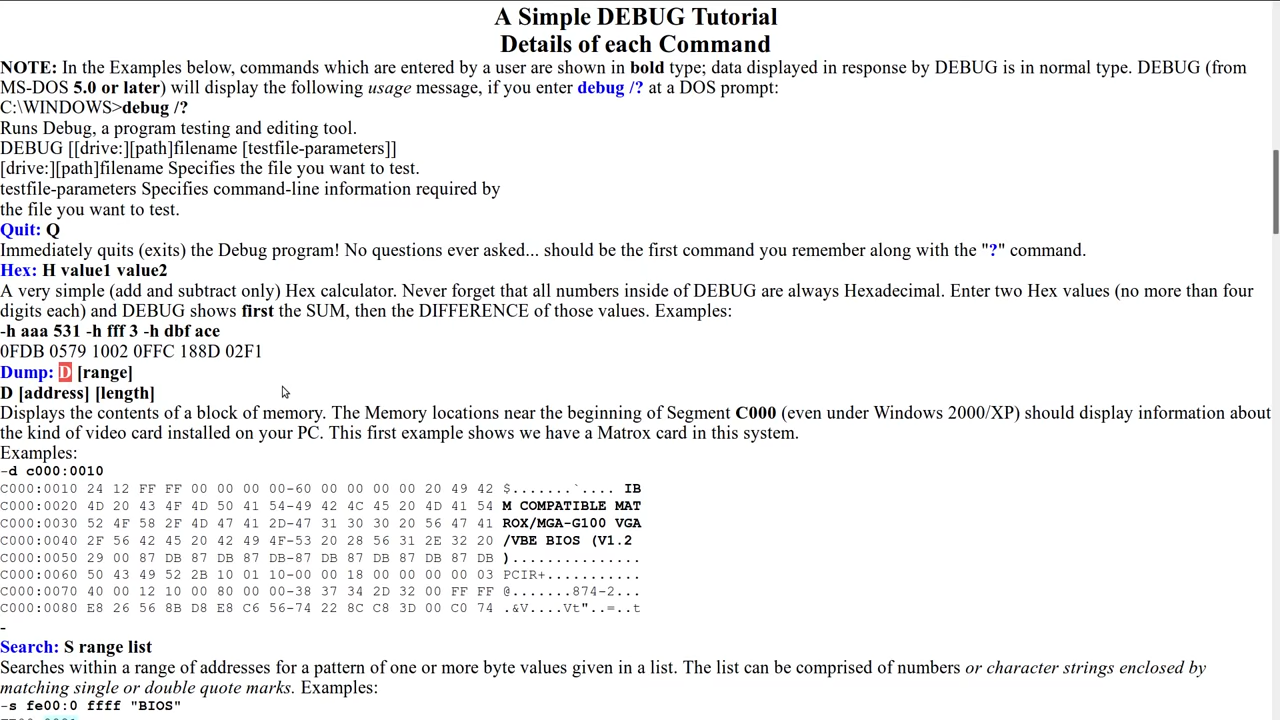 A Simple DEBUG Tutorial
Details of each Command
NOTE: In the Examples below, commands which are entered by a user are shown in bold type; data displayed in response by DEBUG is in normal type. DEBUG (from
MS-DOS 5.0 or later) will display the following usage message, if you enter debug /? at a DOS prompt:
C:\WINDOWS>debug /?
Runs Debug, a program testing and editing tool.
DEBUG [[drive:][path]filename [testfile-parameters]]
[drive:][path]filename Specifies the file you want to test.
testfile-parameters Specifies command-line information required by
the file you want to test.
Quit: Q
Immediately quits (exits) the Debug program! No questions ever asked... should be the first command you remember along with the "?" command.
Hex: H value1 value2
A very simple (add and subtract only) Hex calculator. Never forget that all numbers inside of DEBUG are always Hexadecimal. Enter two Hex values (no more than four
digits each) and DEBUG shows first the SUM, then the DIFFERENCE of those values. Examples:
-h aaa 531 -h fff 3 -h dbf ace
0FDB 0579 1002 0FFC 188D 02F1
Dump: D [range]
D [address] [length]
Displays the contents of a block of memory. The Memory locations near the beginning of Segment C000 (even under Windows 2000/XP) should display information about
the kind of video card installed on your PC. This first example shows we have a Matrox card in this system.
Examples:
-d c000:0010
C000:0010 24 12 FF FF 00 00 00 00-60 00 00 00 00 20 49 42 $.......`.... IB
C000:0020 4D 20 43 4F 4D 50 41 54-49 42 4C 45 20 4D 41 54 M COMPATIBLE MAT
C000:0030 52 4F 58 2F 4D 47 41 2D-47 31 30 30 20 56 47 41 ROX/MGA-G100 VGA
C000:0040 2F 56 42 45 20 42 49 4F-53 20 28 56 31 2E 32 20 /VBE BIOS (V1.2
C000:0050 29 00 87 DB 87 DB 87 DB-87 DB 87 DB 87 DB 87 DB )...............
C000:0060 50 43 49 52 2B 10 01 10-00 00 18 00 00 00 00 03 PCIR+...........
C000:0070 40 00 12 10 00 80 00 00-38 37 34 2D 32 00 FF FF @.......874-2...
C000:0080 E8 26 56 8B D8 E8 C6 56-74 22 8C C8 3D 00 C0 74 .&V....Vt"..=..t
-
Search: S range list
Searches within a range of addresses for a pattern of one or more byte values given in a list. The list can be comprised of numbers or character strings enclosed by
matching single or double quote marks. Examples:
-s fe00:0 ffff "BIOS"